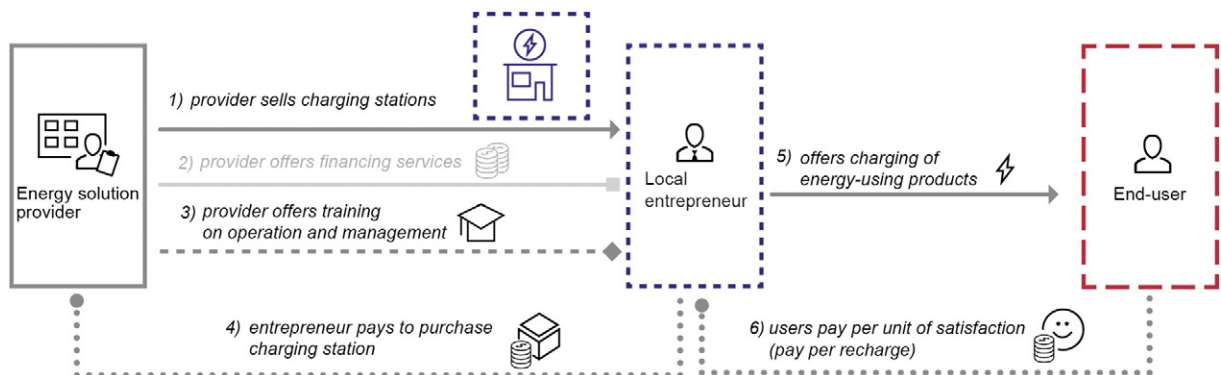 1) provider sells charging stations
2) provider offers financing services
Energy solution
provider
3) provider offers training
on operation and management
Local
entrepreneur
5) offers charging of
energy-using products
End-user
4) entrepreneur pays to purchase
charging station
6) users pay per unit of satisfaction
(pay per recharge)